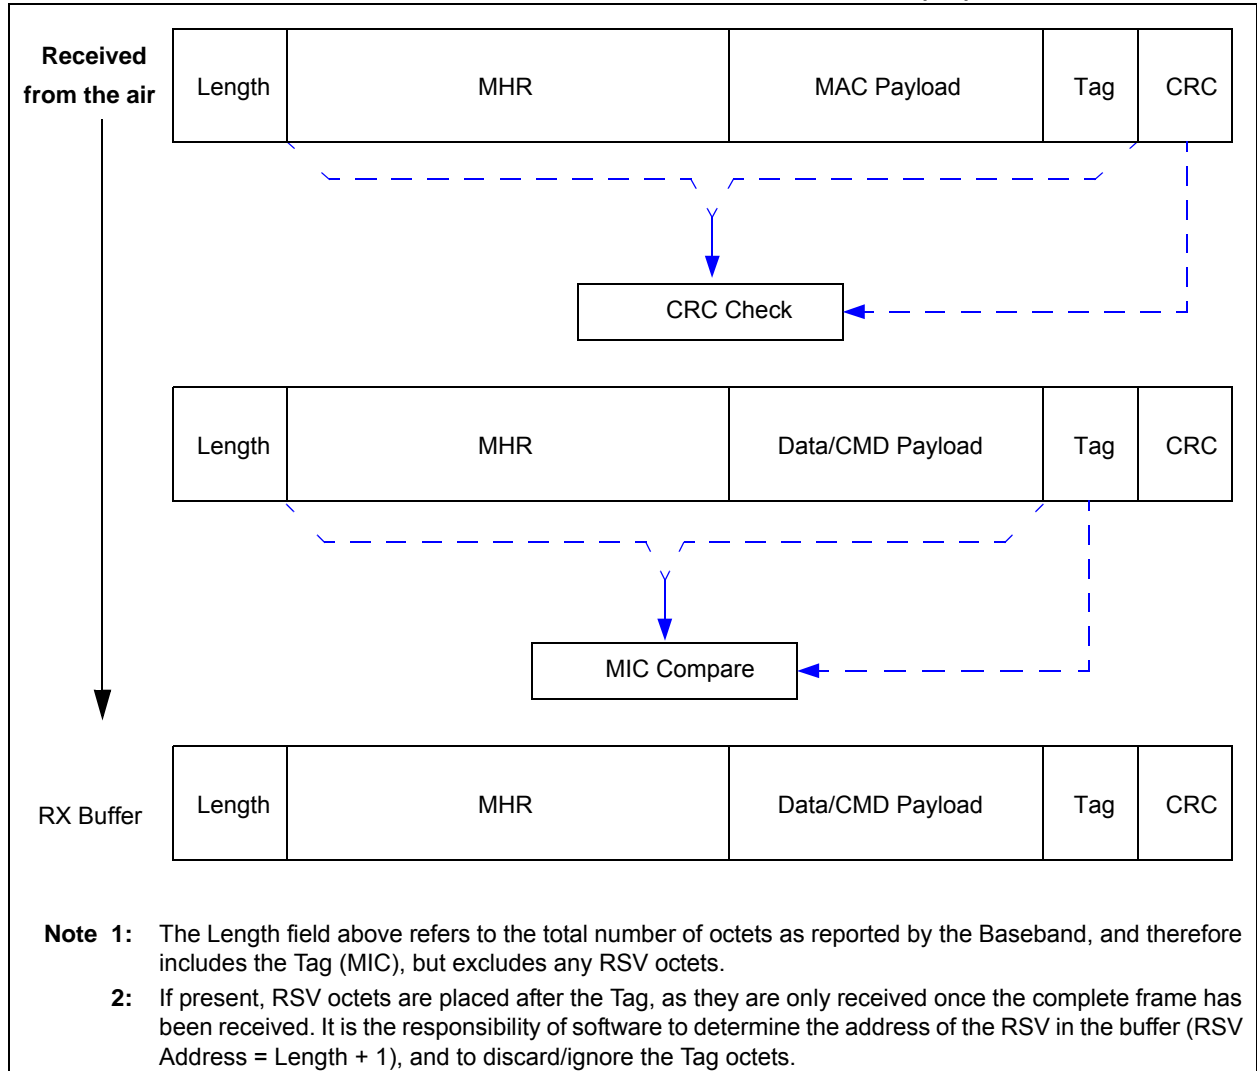 Received
from the air
Length MHR MAC Payload Tag CRC
CRC Check
Length MHR Data/CMD Payload Tag CRC
MIC Compare
RX Buffer
Length MHR Data/CMD Payload Tag CRC
Note 1: The Length field above refers to the total number of octets as reported by the Baseband, and therefore
includes the Tag (MIC), but excludes any RSV octets.
2: If present, RSV octets are placed after the Tag, as they are only received once the complete frame has
been received. It is the responsibility of software to determine the address of the RSV in the buffer (RSV
Address = Length + 1), and to discard/ignore the Tag octets.